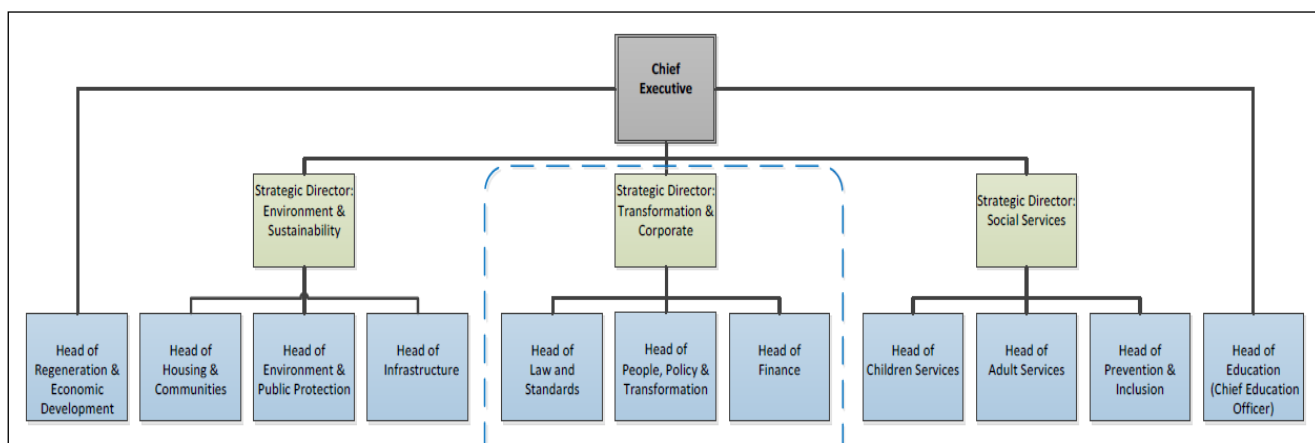 Chief
Executive
Strategic Director:
Environment &
Sustainability
Strategic Director:
Transformation &
Corporate
Strategic Director:
Social Services
Head of
Regeneration &
Economic
Development
Head of
Housing &
Communities
Head of
Environment &
Public Protection
Head of
Infrastructure
Head of
Law and
Standards
Head of
People, Policy &
Transformation
Head of
Finance
Head of
Children Services
Head of
Adult Services
Head of
Prevention &
Inclusion
Head of
Education
(Chief Education
Officer)